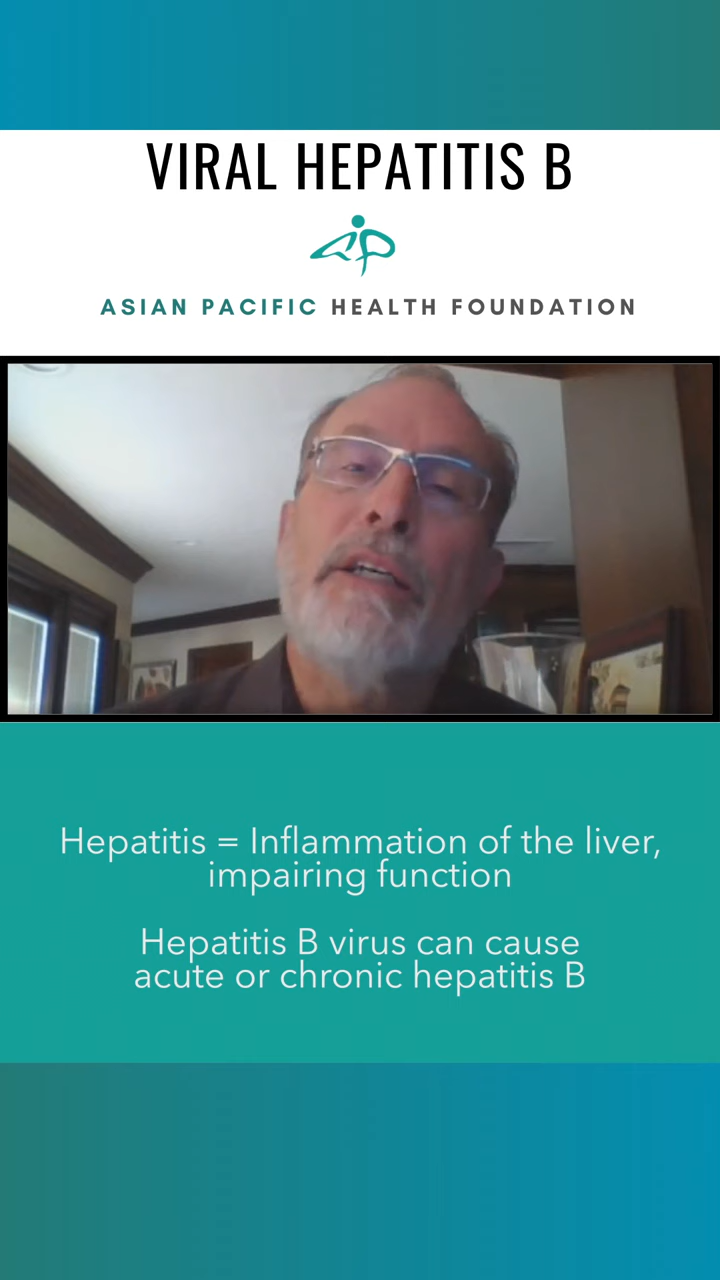 VIRAL HEPATITIS B
ASIAN PACIFIC HEALTH FOUNDATION
Hepatitis = Inflammation of the liver,
impairing function
Hepatitis B virus can cause
acute or chronic hepatitis B